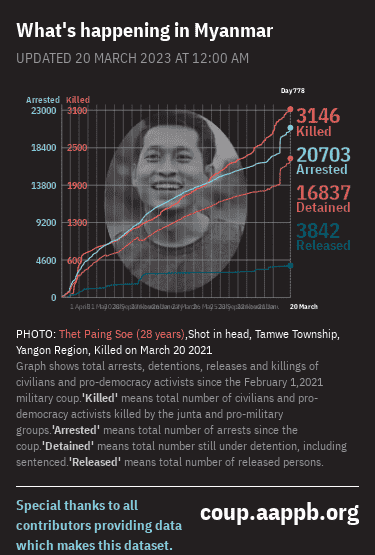 What's happening in Myanmar
UPDATED 20 MARCH 2023 AT 12:00 AM
Day778
Arrested Killed
23000 3100
18400 2500
13800 1900
9200 1300
4600 600
0
3146
Killed
20703
Arrested
16837
Detained
3842
Released
1 April
20 March
PHOTO: Thet Paing Soe (28 years),Shot in head, Tamwe Township,
Yangon Region, Killed on March 20 2021
Graph shows total arrests, detentions, releases and killings of
civilians and pro-democracy activists since the February 1,2021
military coup.'Killed' means total number of civilians and pro-
democracy activists killed by the junta and pro-military
groups.'Arrested' means total number of arrests since the
coup.'Detained' means total number still under detention, including
sentenced.'Released' means total number of released persons.
Special thanks to all
contributors providing data
which makes this dataset.
coup.aappb.org